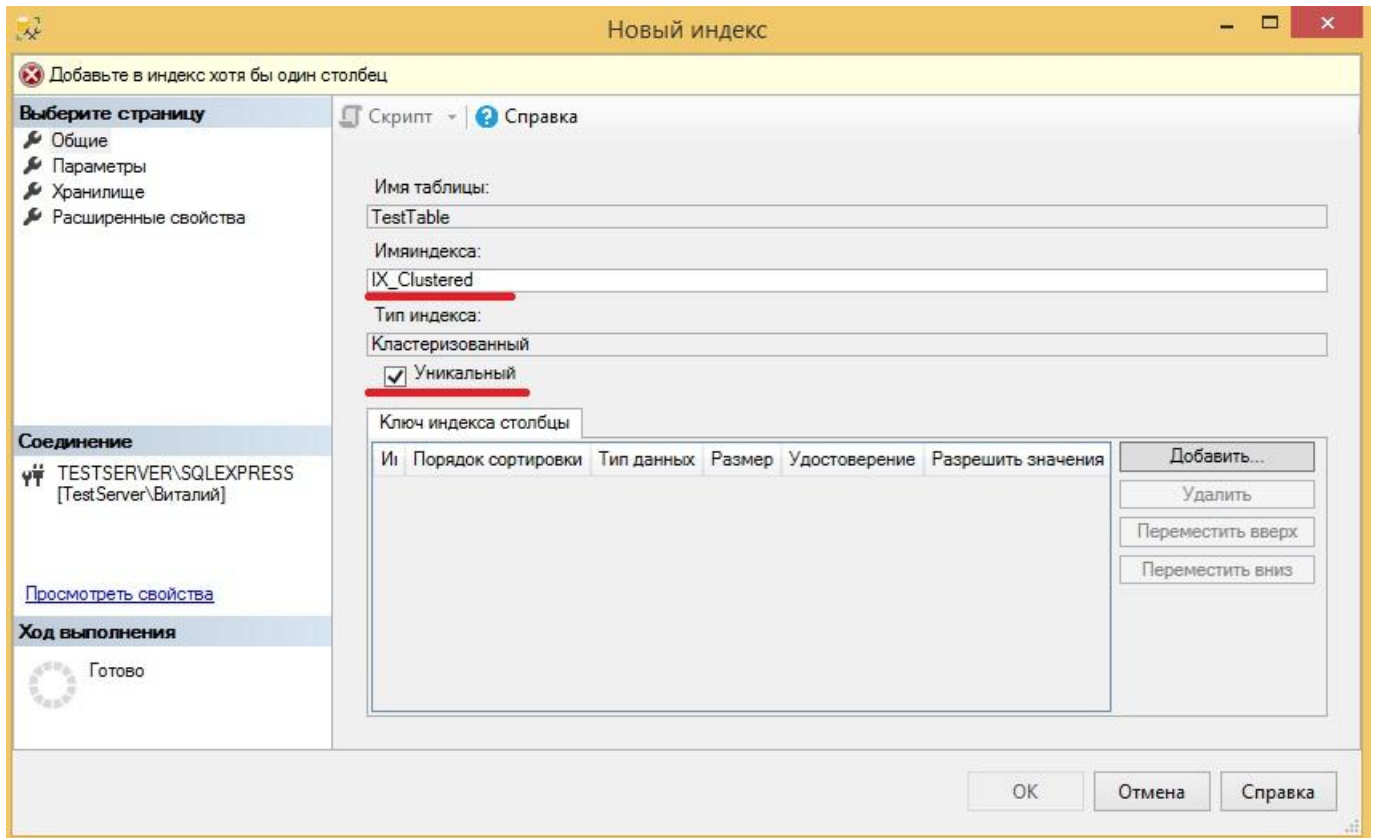 Новый индекс
Добавьте в индекс хотя бы один столбец
Выберите страницу
Общие
Параметры
Хранилище
Расширенные свойства
Соединение
TESTSERVER\SQLEXPRESS
[TestServer\Виталий]
Просмотреть свойства
Ход выполнения
Готово
Скрипт
Справка
Имя таблицы:
TestTable
Имяиндекса:
IX_Clustered
Тип индекса:
Кластеризованный
Уникальный
Ключ индекса столбцы
Порядок сортировки Тип данных Размер Удостоверение Разрешить значения
Добавить...
Удалить
Переместить вверх
Переместить вниз
OK Отмена Справка